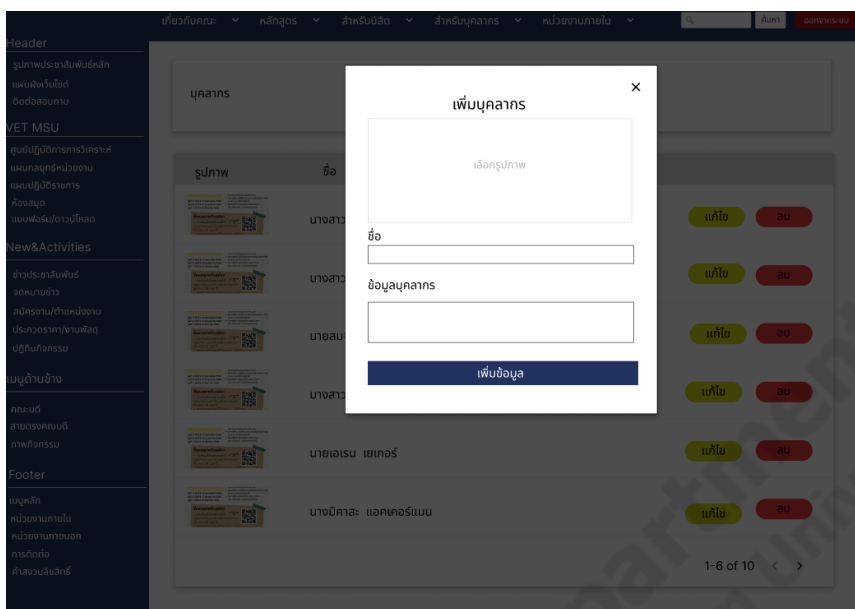 เกี่ยวกับคณะ หลักสูตร สำหรับนิสิต สำหรับบุคลากร หน่วยงานภายใน ค้นหา ออกจากระบบ
Header
รูปภาพประชาสัมพันธ์หลัก
แผนผังเว็บไซต์
ติดต่อสอบถาม
VET MSU
ศูนย์ปฏิบัติการการวิเคราะห์
แผนกลยุทธ์หน่วยงาน
แผนปฏิบัติราชการ
ห้องสมุด
แบบฟอร์ม/ดาวน์โหลด
New&Activities
ข่าวประชาสัมพันธ์
จดหมายข่าว
สมัครงาน/ตำแหน่งงาน
ประกวดราคา/งานพัสดุ
ปฏิทินกิจกรรม
เมนูด้านข้าง
คณะบดี
สายตรงคณบดี
ภาพกิจกรรม
Footer
เมนูหลัก
หน่วยงานภายใน
หน่วยงานภายนอก
การติดต่อ
คำสงวนลิขสิทธิ์
บุคลากร
รูปภาพ ชื่อ
นางสาว แก้ไข ลบ
นางสาว แก้ไข ลบ
นายสม แก้ไข ลบ
นางสาว แก้ไข ลบ
นายเอเรน เยเกอร์ แก้ไข ลบ
นางมิคาสะ แอคเคอร์แมน แก้ไข ลบ
1-6 of 10 < >
×
เพิ่มบุคลากร
เลือกรูปภาพ
ชื่อ
ข้อมูลบุคลากร
เพิ่มข้อมูล